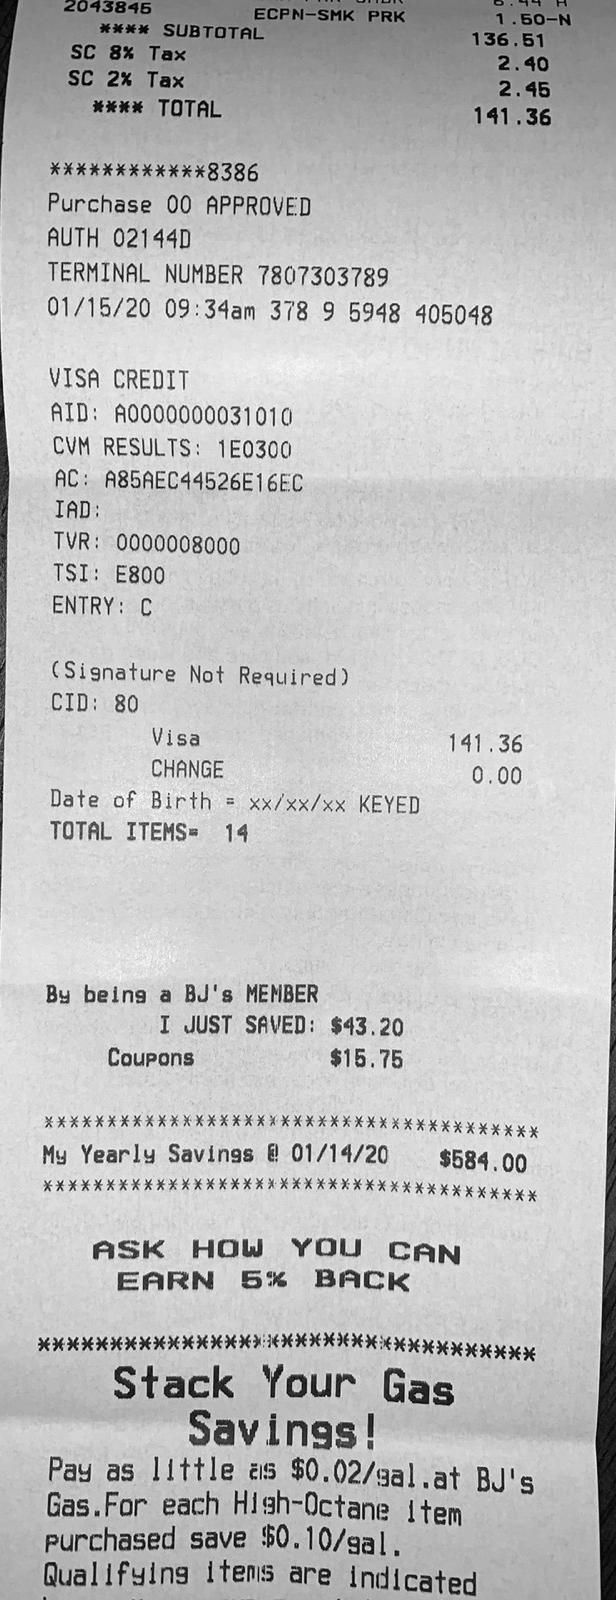 2043845 ECPN-SMK PRK 1.50-N
**** SUBTOTAL 136.51
SC 8% Tax 2.40
SC 2% Tax 2.45
**** TOTAL 141.36
************8386
Purchase 00 APPROVED
AUTH 02144D
TERMINAL NUMBER 7807303789
01/15/20 09:34am 378 9 5948 405048
VISA CREDIT
AID: A0000000031010
CVM RESULTS: 1E0300
AC: A85AEC44526E16EC
IAD:
TVR: 0000008000
TSI: E800
ENTRY: C
(Signature Not Required)
CID: 80
Visa 141.36
CHANGE 0.00
Date of Birth = xx/xx/xx KEYED
TOTAL ITEMS= 14
By being a BJ's MEMBER
I JUST SAVED: $43.20
Coupons $15.75
****************************************
My Yearly Savings @ 01/14/20 $584.00
****************************************
ASK HOW YOU CAN
EARN 5% BACK
****************************************
Stack Your Gas
Savings!
Pay as little as $0.02/gal.at BJ's
Gas.For each High-Octane item
purchased save $0.10/gal.
Qualifying items are indicated